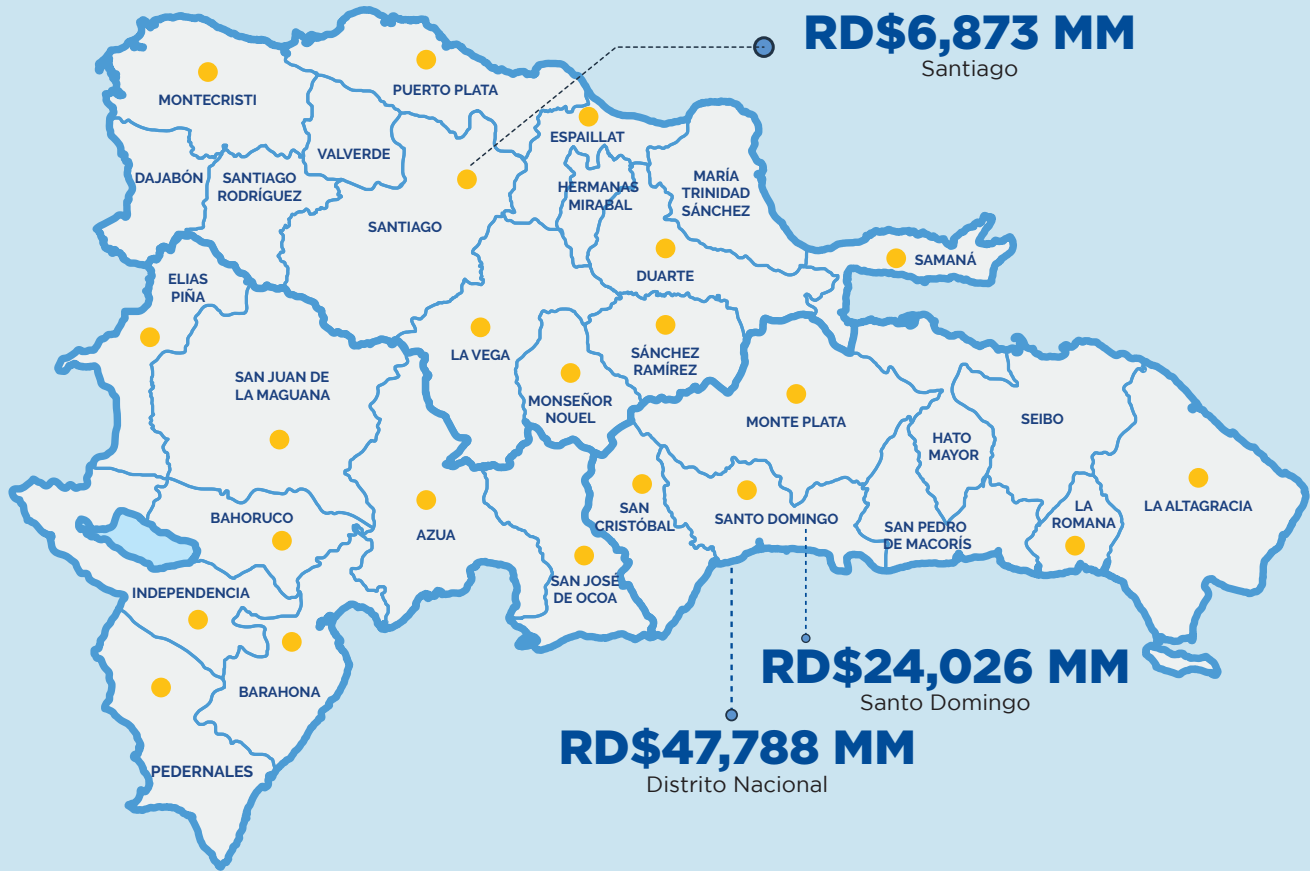 RD$6,873 MM
Santiago
PUERTO PLATA
MONTECRISTI
ESPAILLAT
VALVERDE
DAJABÓN
SANTIAGO
RODRÍGUEZ
HERMANAS
MIRABAL
MARÍA
TRINIDAD
SÁNCHEZ
SANTIAGO
SAMANÁ
DUARTE
ELIAS
PIÑA
LA VEGA
SÁNCHEZ
RAMÍREZ
SAN JUAN DE
LA MAGUANA
MONSEÑOR
NOUEL
MONTE PLATA
SEIBO
HATO
MAYOR
LA ALTAGRACIA
LA
ROMANA
SAN
CRISTÓBAL
SANTO DOMINGO
SAN PEDRO
DE MACORÍS
BAHORUCO
AZUA
SAN JOSÉ
DE OCOA
INDEPENDENCIA
BARAHONA
PEDERNALES
RD$24,026 MM
Santo Domingo
RD$47,788 MM
Distrito Nacional